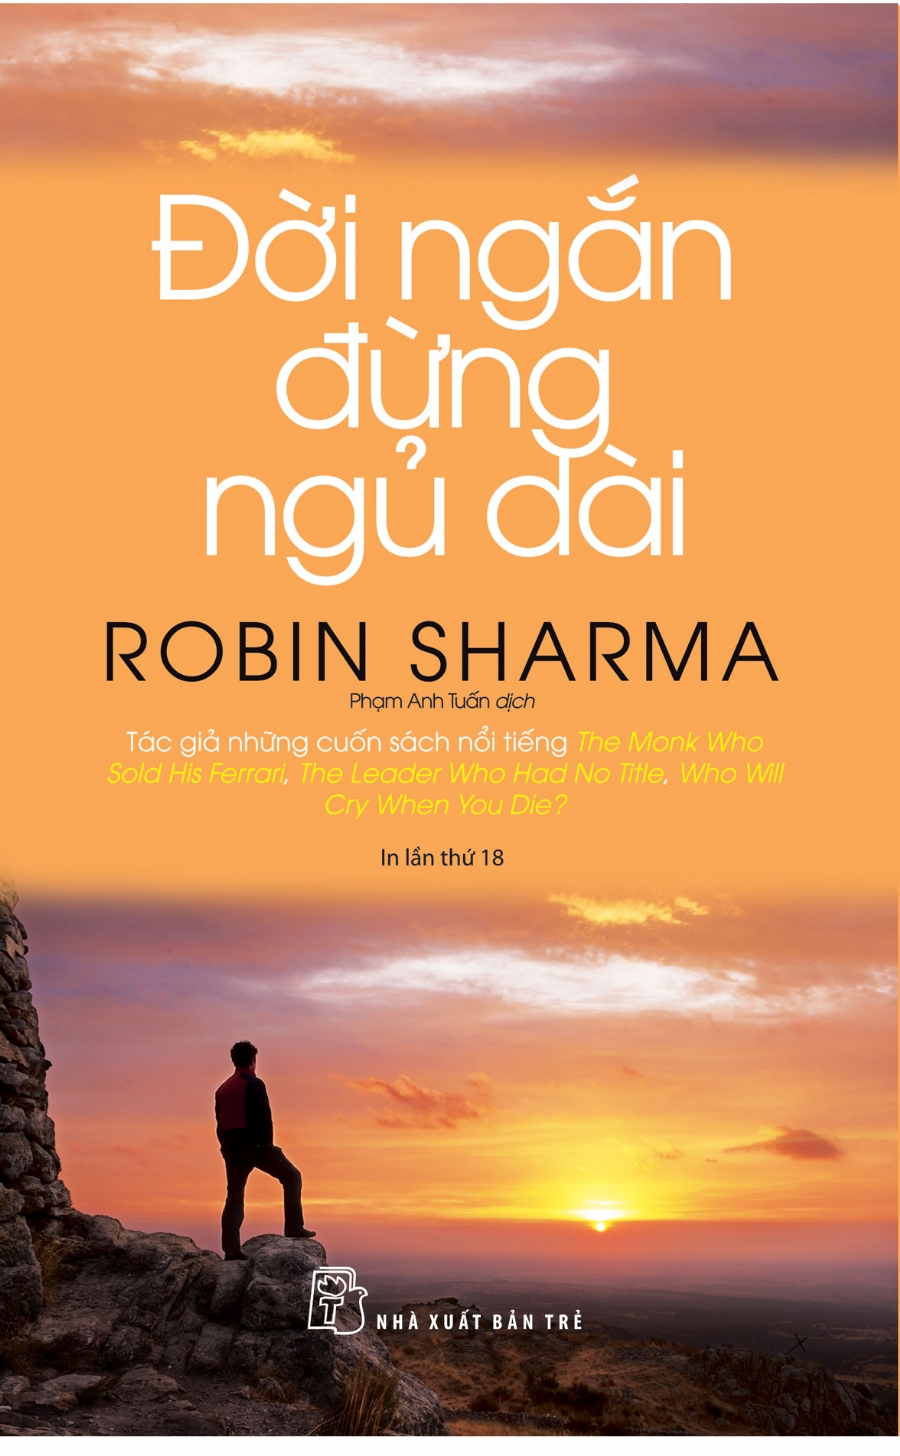 Đời ngắn
đừng
ngủ dài
ROBIN SHARMA
Phạm Anh Tuấn dịch
Tác giả những cuốn sách nổi tiếng The Monk Who
Sold His Ferrari, The Leader Who Had No Title, Who Will
Cry When You Die?
In lần thứ 18
T
NHÀ XUẤT BẢN TRẺ